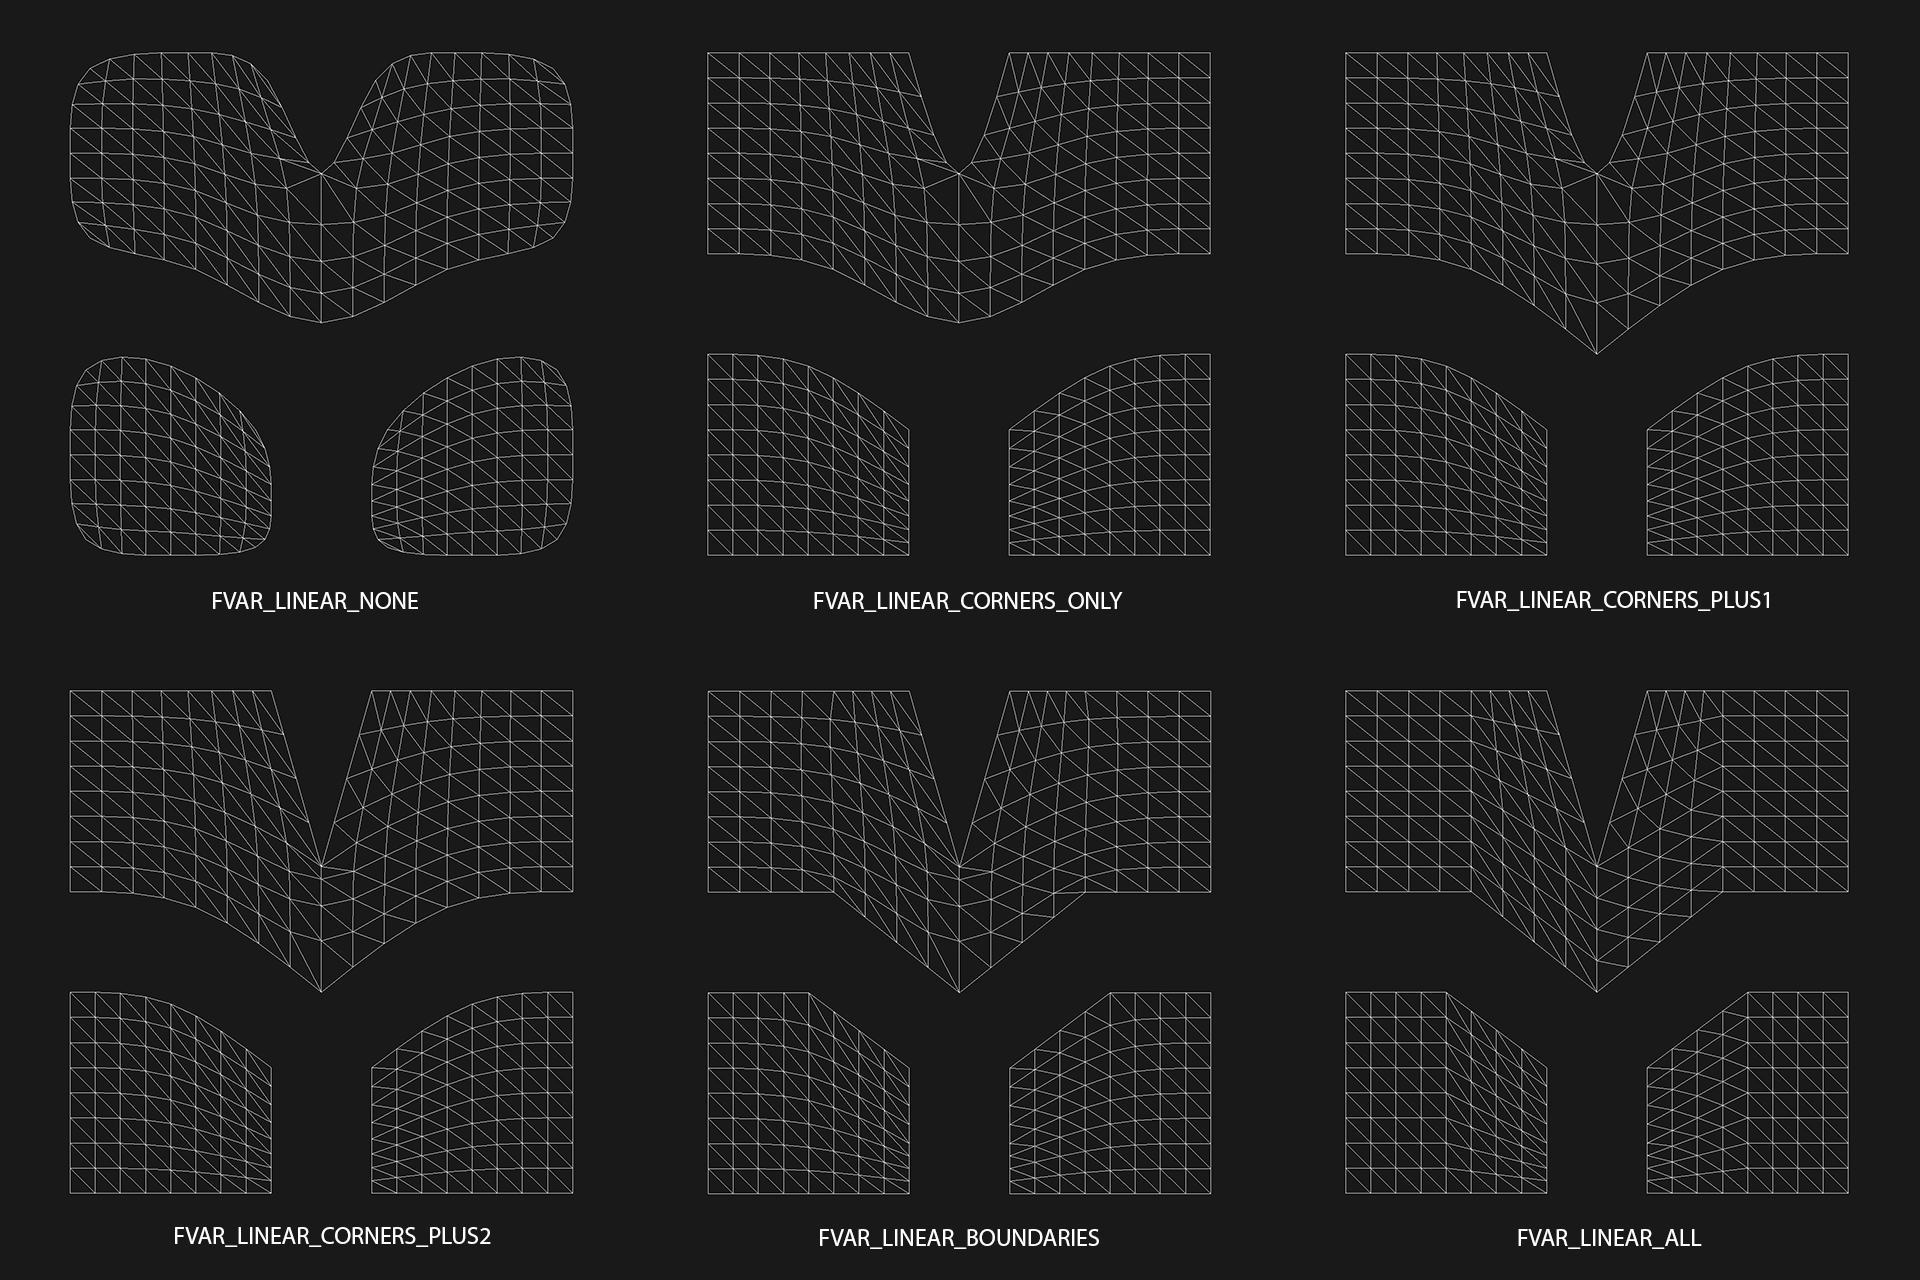 FVAR_LINEAR_NONE
FVAR_LINEAR_CORNERS_ONLY
FVAR_LINEAR_CORNERS_PLUS1
FVAR_LINEAR_CORNERS_PLUS2
FVAR_LINEAR_BOUNDARIES
FVAR_LINEAR_ALL